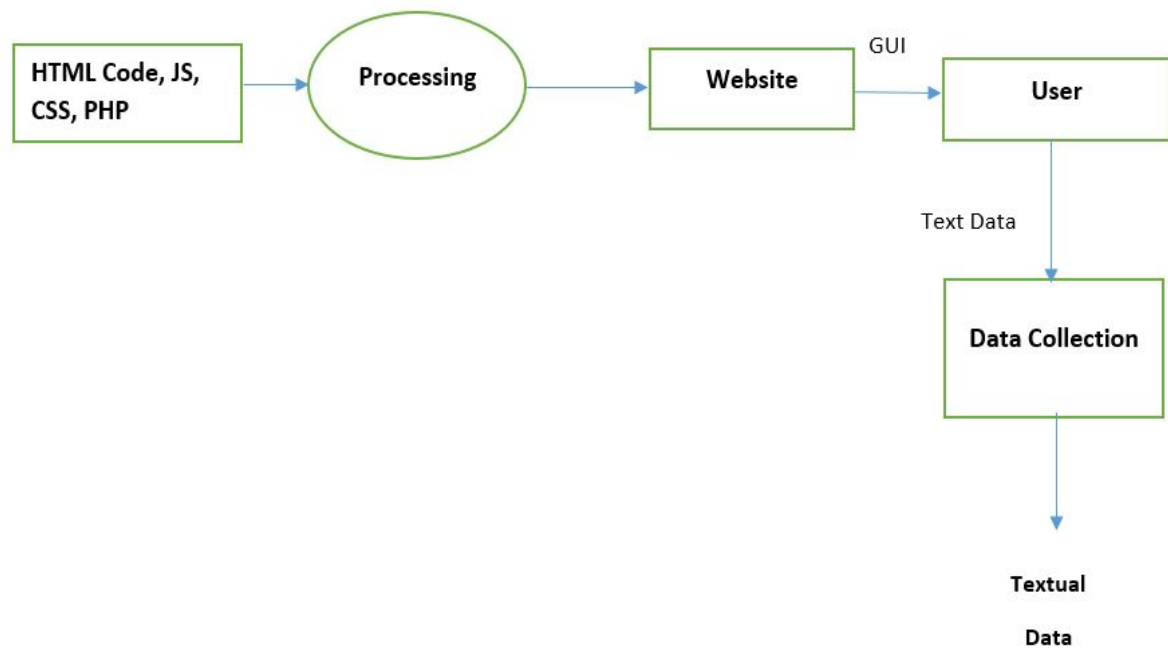 HTML Code, JS,
CSS, PHP
Processing
Website
GUI
User
Text Data
Data Collection
Textual
Data